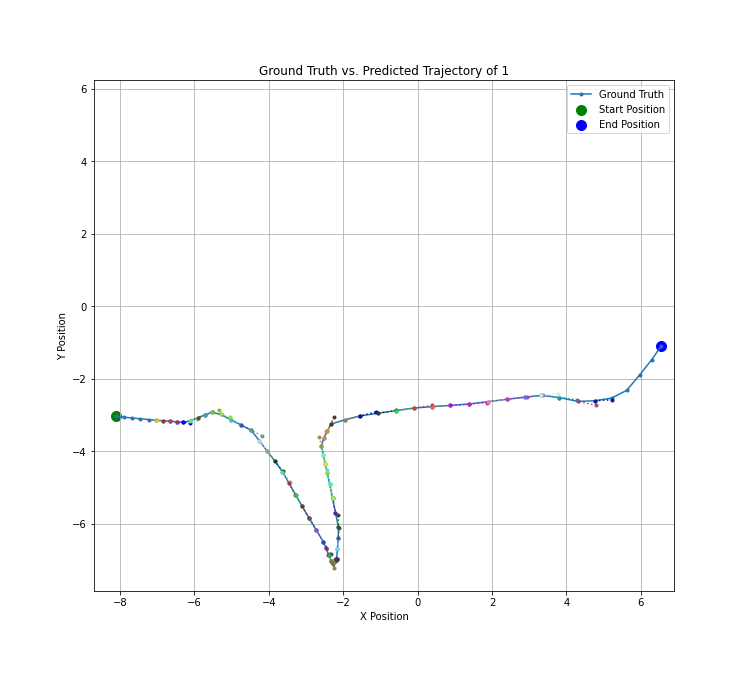 Ground Truth vs. Predicted Trajectory of 1
Ground Truth
Start Position
End Position
6
4
2
0
−2
−4
−6
Y Position
−8 −6 −4 −2 0 2 4 6
X Position